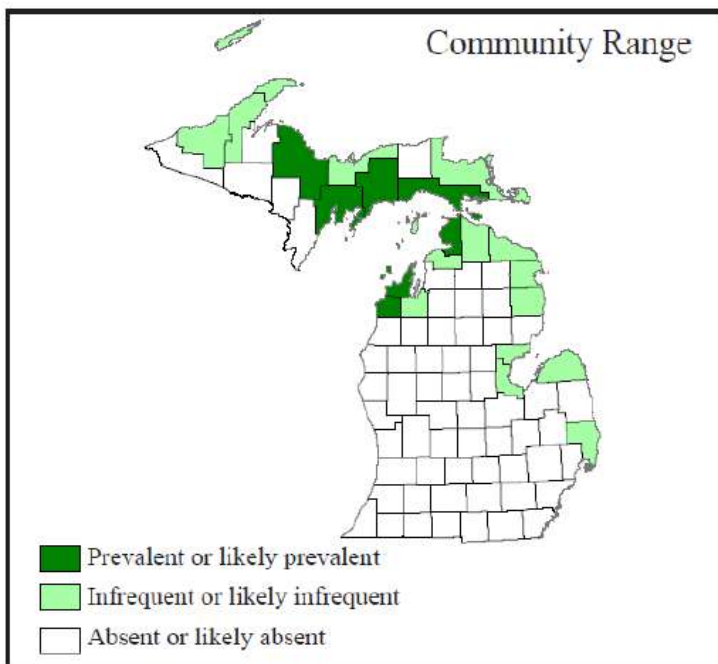 Community Range
Prevalent or likely prevalent
Infrequent or likely infrequent
Absent or likely absent